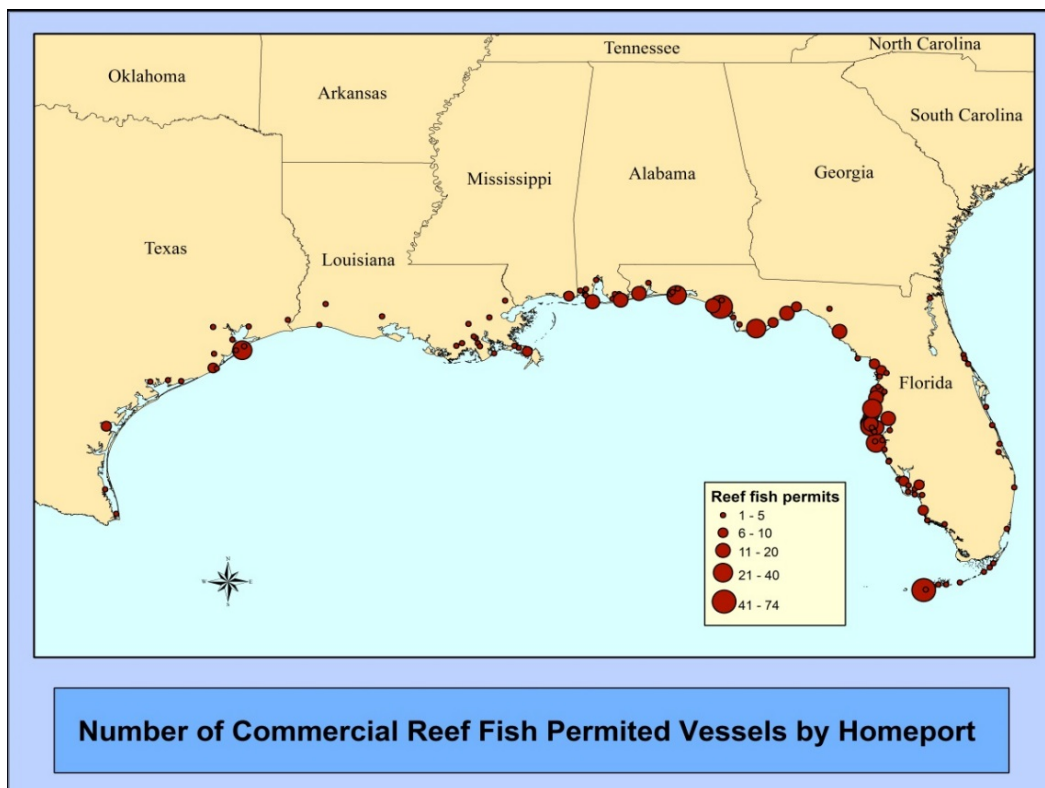 Tennessee
North Carolina
Oklahoma
Arkansas
South Carolina
Mississippi
Alabama
Georgia
Texas
Louisiana
Florida
Reef fish permits
1 - 5
6 - 10
11 - 20
21 - 40
41 - 74
N
W
E
S
Number of Commercial Reef Fish Permited Vessels by Homeport